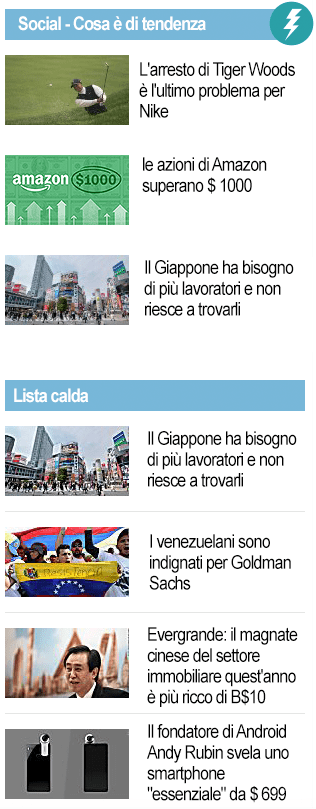 Social - Cosa è di tendenza
L'arresto di Tiger Woods
è l'ultimo problema per
Nike
amazon $1000
le azioni di Amazon
superano $ 1000
Il Giappone ha bisogno
di più lavoratori e non
riesce a trovarli
Lista calda
Il Giappone ha bisogno
di più lavoratori e non
riesce a trovarli
I venezuelani sono
indignati per Goldman
Sachs
Evergrande: il magnate
cinese del settore
immobiliare quest'anno
è più ricco di B$10
Il fondatore di Android
Andy Rubin svela uno
smartphone
"essenziale" da $ 699